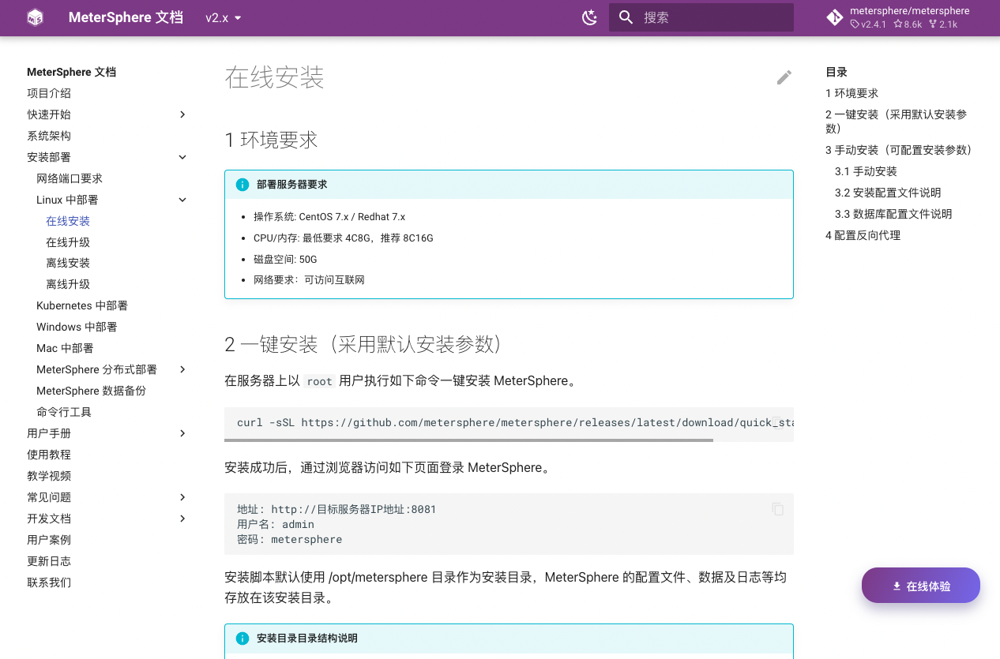 MeterSphere 文档
v2.x
搜索
metersphere/metersphere
v2.4.1 8.6k 2.1k
MeterSphere 文档
项目介绍
快速开始
系统架构
安装部署
网络端口要求
Linux 中部署
在线安装
在线升级
离线安装
离线升级
Kubernetes 中部署
Windows 中部署
Mac 中部署
MeterSphere 分布式部署
MeterSphere 数据备份
命令行工具
用户手册
使用教程
教学视频
常见问题
开发文档
用户案例
更新日志
联系我们
在线安装
1 环境要求
部署服务器要求
操作系统: CentOS 7.x / Redhat 7.x
CPU/内存: 最低要求 4C8G，推荐 8C16G
磁盘空间: 50G
网络要求：可访问互联网
2 一键安装（采用默认安装参数）
在服务器上以 root 用户执行如下命令一键安装 MeterSphere。
curl -sSL https://github.com/metersphere/metersphere/releases/latest/download/quick_sta
安装成功后，通过浏览器访问如下页面登录 MeterSphere。
地址: http://目标服务器IP地址:8081
用户名: admin
密码: metersphere
安装脚本默认使用 /opt/metersphere 目录作为安装目录，MeterSphere 的配置文件、数据及日志等均
存放在该安装目录。
安装目录目录结构说明
目录
1 环境要求
2 一键安装（采用默认安装参
数）
3 手动安装（可配置安装参数）
3.1 手动安装
3.2 安装配置文件说明
3.3 数据库配置文件说明
4 配置反向代理
在线体验